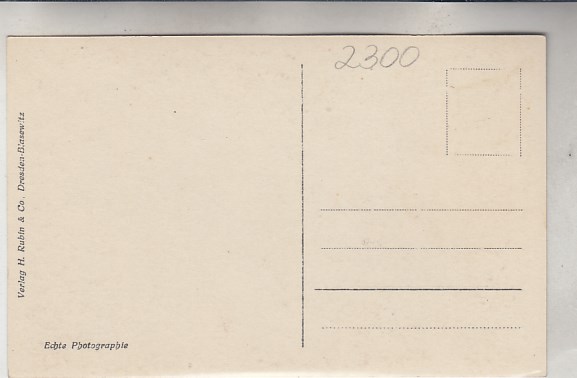 2300
Verlag H. Rubin & Co. Dresden-Blasewitz
Echte Photographie